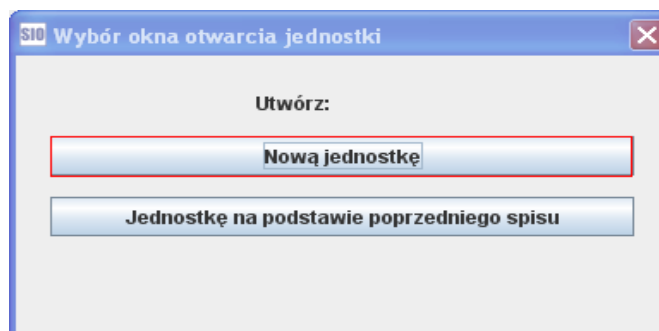 SIO Wybór okna otwarcia jednostki
Utwórz:
Nową jednostkę
Jednostkę na podstawie poprzedniego spisu